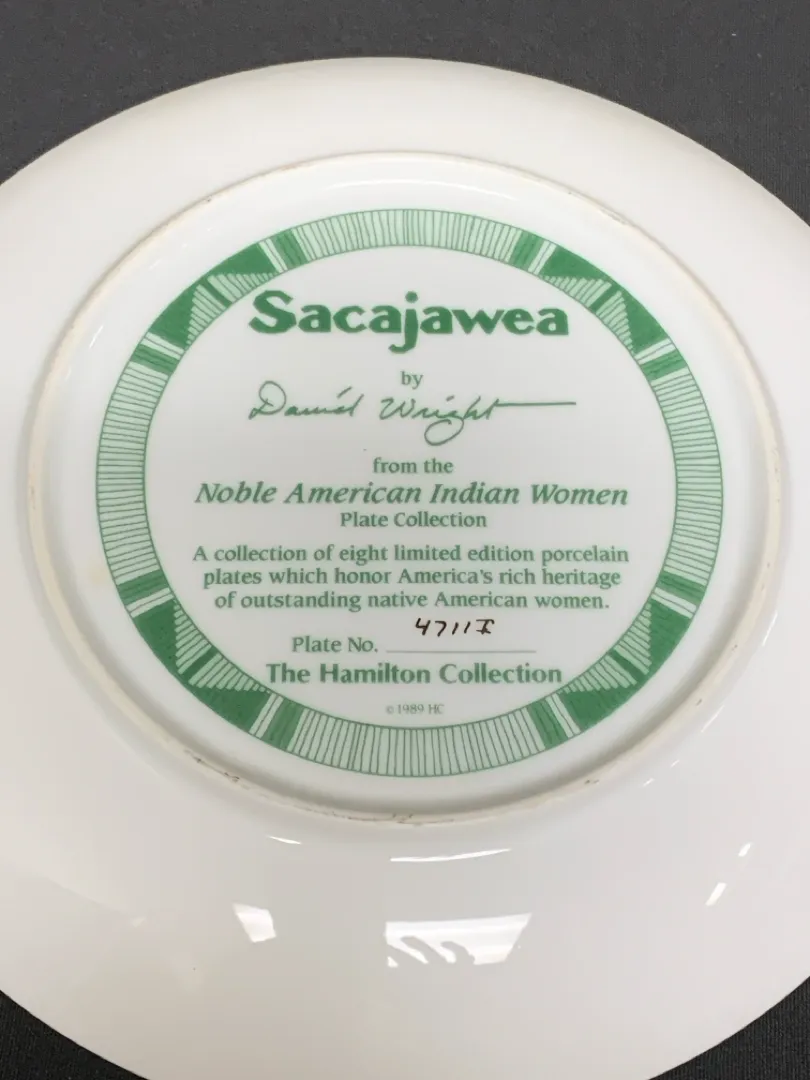 Sacajawea
by
David Wright
from the
Noble American Indian Women
Plate Collection
A collection of eight limited edition porcelain
plates which honor America's rich heritage
of outstanding native American women.
Plate No. 4711I
The Hamilton Collection
© 1989 HC